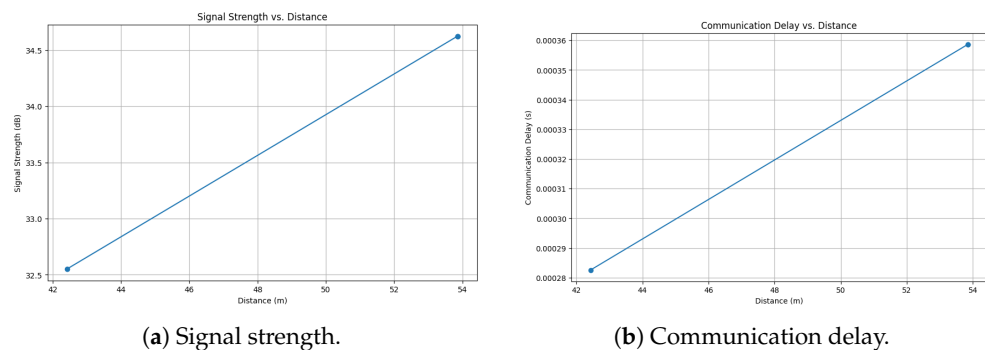 Signal Strength vs. Distance
Signal Strength (dB)
34.5
34.0
33.5
33.0
32.5
42 44 46 48 50 52 54
Distance (m)
(a) Signal strength.
Communication Delay vs. Distance
Communication Delay (s)
0.00036
0.00035
0.00034
0.00033
0.00032
0.00031
0.00030
0.00029
0.00028
42 44 46 48 50 52 54
Distance (m)
(b) Communication delay.